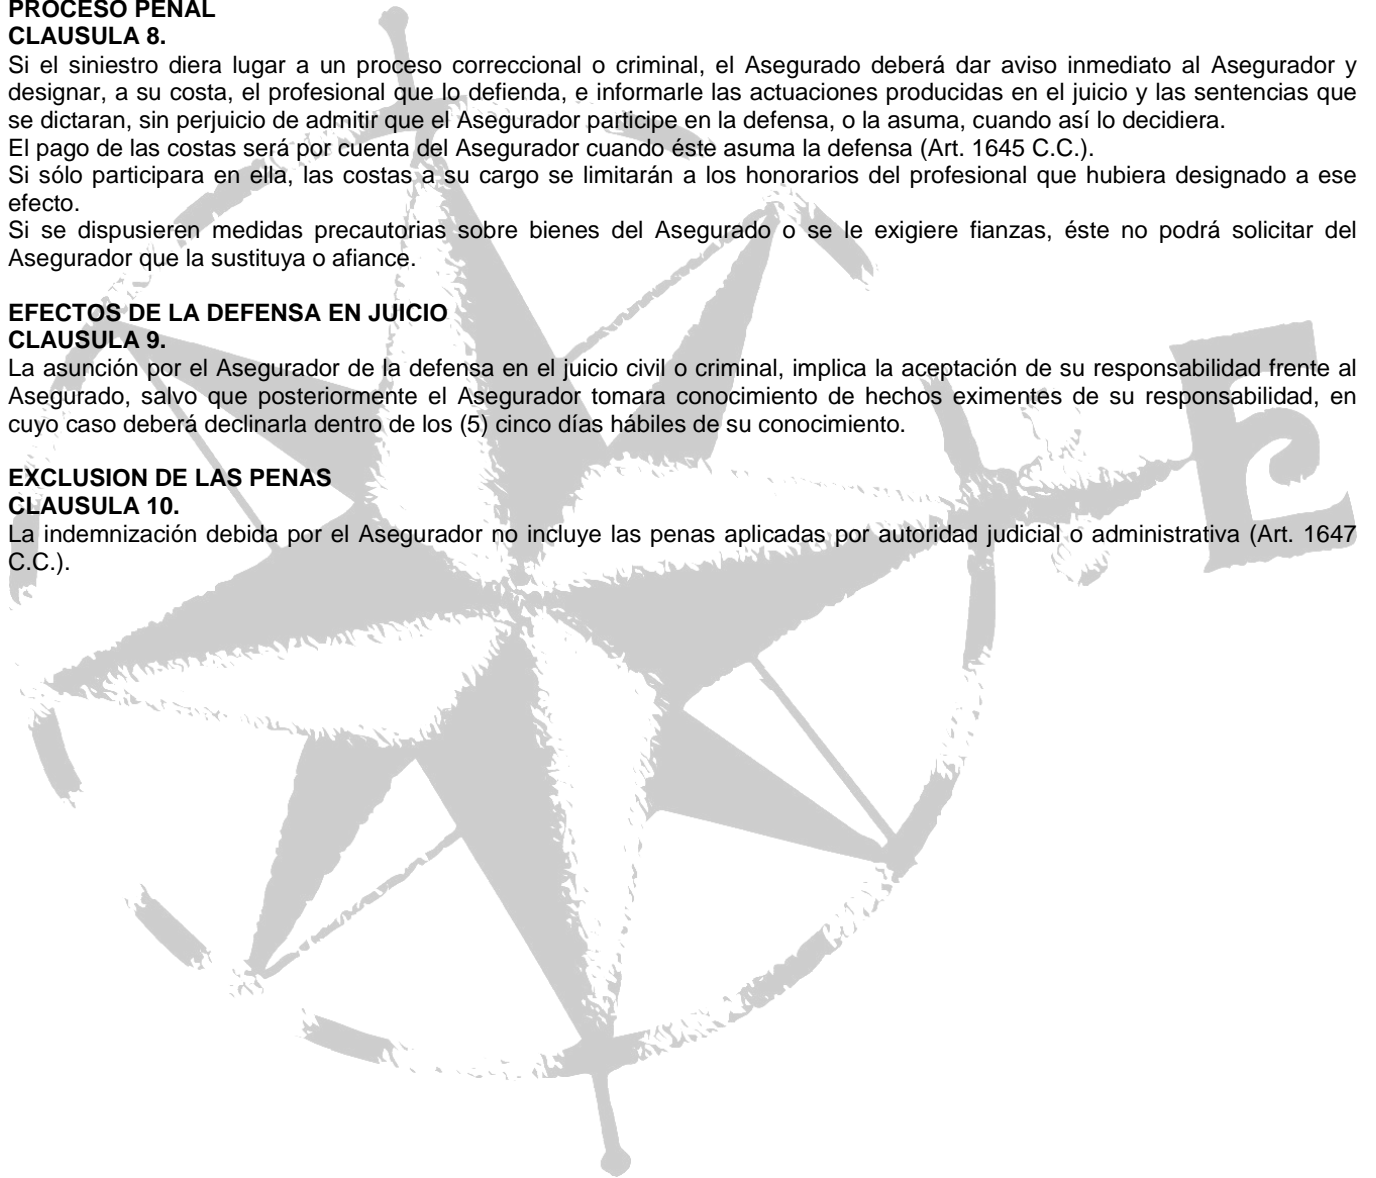 PROCESO PENAL
CLAUSULA 8.
Si el siniestro diera lugar a un proceso correccional o criminal, el Asegurado deberá dar aviso inmediato al Asegurador y
designar, a su costa, el profesional que lo defienda, e informarle las actuaciones producidas en el juicio y las sentencias que
se dictaran, sin perjuicio de admitir que el Asegurador participe en la defensa, o la asuma, cuando así lo decidiera.
El pago de las costas será por cuenta del Asegurador cuando éste asuma la defensa (Art. 1645 C.C.).
Si sólo participara en ella, las costas a su cargo se limitarán a los honorarios del profesional que hubiera designado a ese
efecto.
Si se dispusieren medidas precautorias sobre bienes del Asegurado o se le exigiere fianzas, éste no podrá solicitar del
Asegurador que la sustituya o afiance.
EFECTOS DE LA DEFENSA EN JUICIO
CLAUSULA 9.
La asunción por el Asegurador de la defensa en el juicio civil o criminal, implica la aceptación de su responsabilidad frente al
Asegurado, salvo que posteriormente el Asegurador tomara conocimiento de hechos eximentes de su responsabilidad, en
cuyo caso deberá declinarla dentro de los (5) cinco días hábiles de su conocimiento.
EXCLUSION DE LAS PENAS
CLAUSULA 10.
La indemnización debida por el Asegurador no incluye las penas aplicadas por autoridad judicial o administrativa (Art. 1647
C.C.).
E